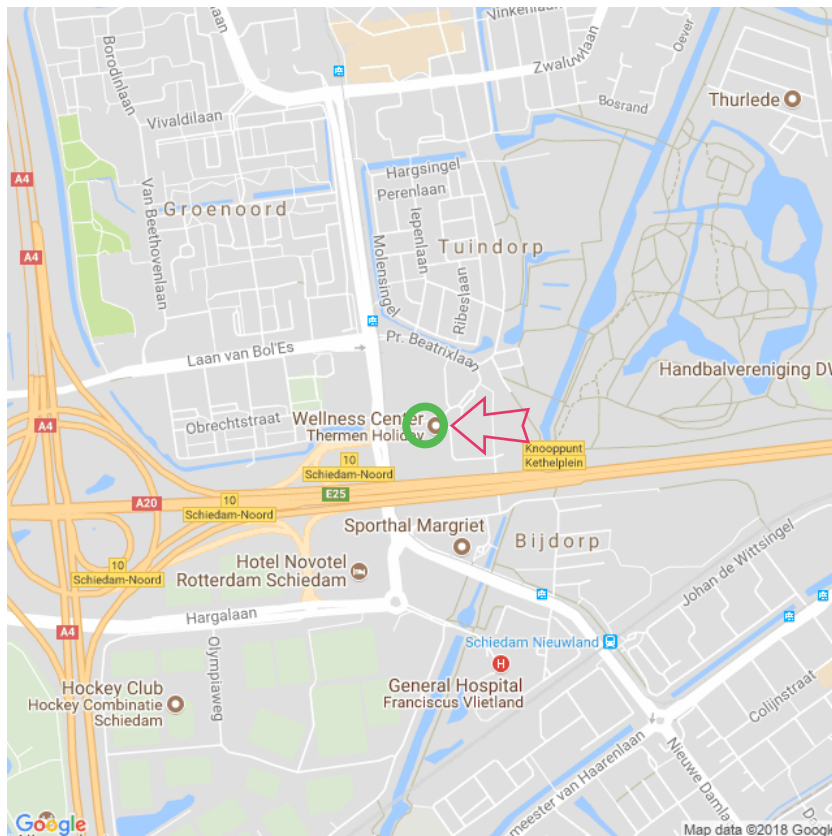 Vinkenlaan
Oever
Borodinlaan
Zwaluwlaan
Thurlede
Bosrand
Vivaldilaan
Hargsingel
A4
Perenlaan
Van Beethovenlaan
Groenoord
Iepenlaan
Tuindorp
A4
Molensingel
Ribeslaan
Pr. Beatrixlaan
Laan van Bol'Es
Handbalvereniging DW
A4
Obrechtstraat
Wellness Center
Thermen Holiday
Knooppunt
Kethelplein
10
Schiedam-Noord
E25
A20
10
Schiedam-Noord
Sporthal Margriet
Bijdorp
Johan de Wittsingel
Hotel Novotel
Rotterdam Schiedam
10
Schiedam-Noord
Hargalaan
A4
Olympiaweg
Schiedam Nieuwland
H
General Hospital
Franciscus Vlietland
Hockey Club
Hockey Combinatie
Schiedam
A4
Colijnstraat
meester van Haarenlaan
Nieuwe Damla
Google
Map data ©2018 Google